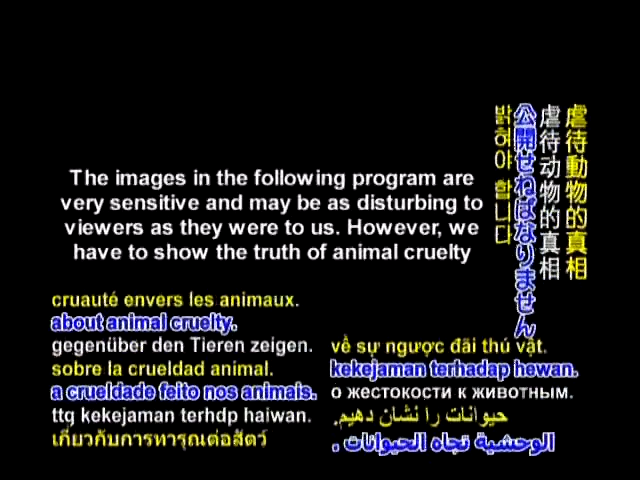 The images in the following program are
very sensitive and may be as disturbing to
viewers as they were to us. However, we
have to show the truth of animal cruelty
虐待動物的真相
虐待动物的真相
公開せねばなりません
밝혀야 합니다
cruauté envers les animaux.
about animal cruelty.
gegenüber den Tieren zeigen.
sobre la crueldad animal.
a crueldade feito nos animais.
ttg kekejaman terhdp haiwan.
เกี่ยวกับการทารุณต่อสัตว์
về sự ngược đãi thú vật.
kekejaman terhadap hewan.
о жестокости к животным.
حیوانات را نشان دهیم.
الوحشية تجاه الحيوانات .